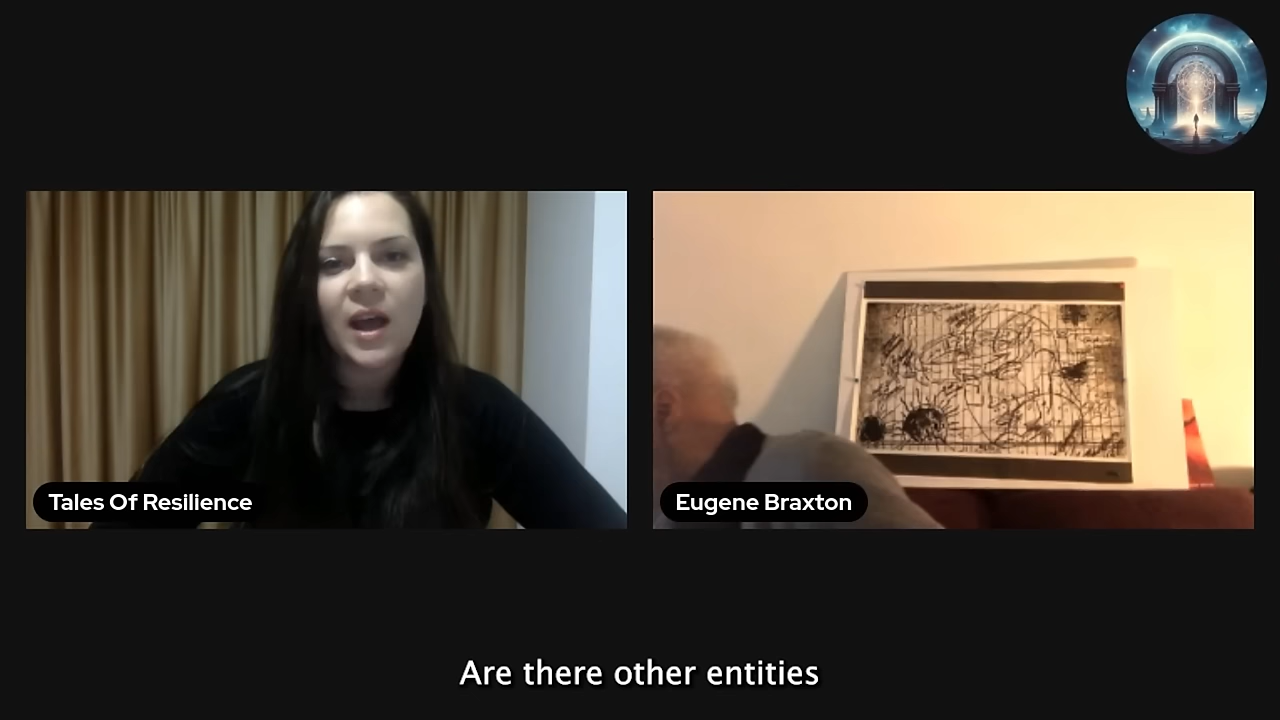 Tales Of Resilience
Eugene Braxton
Are there other entities